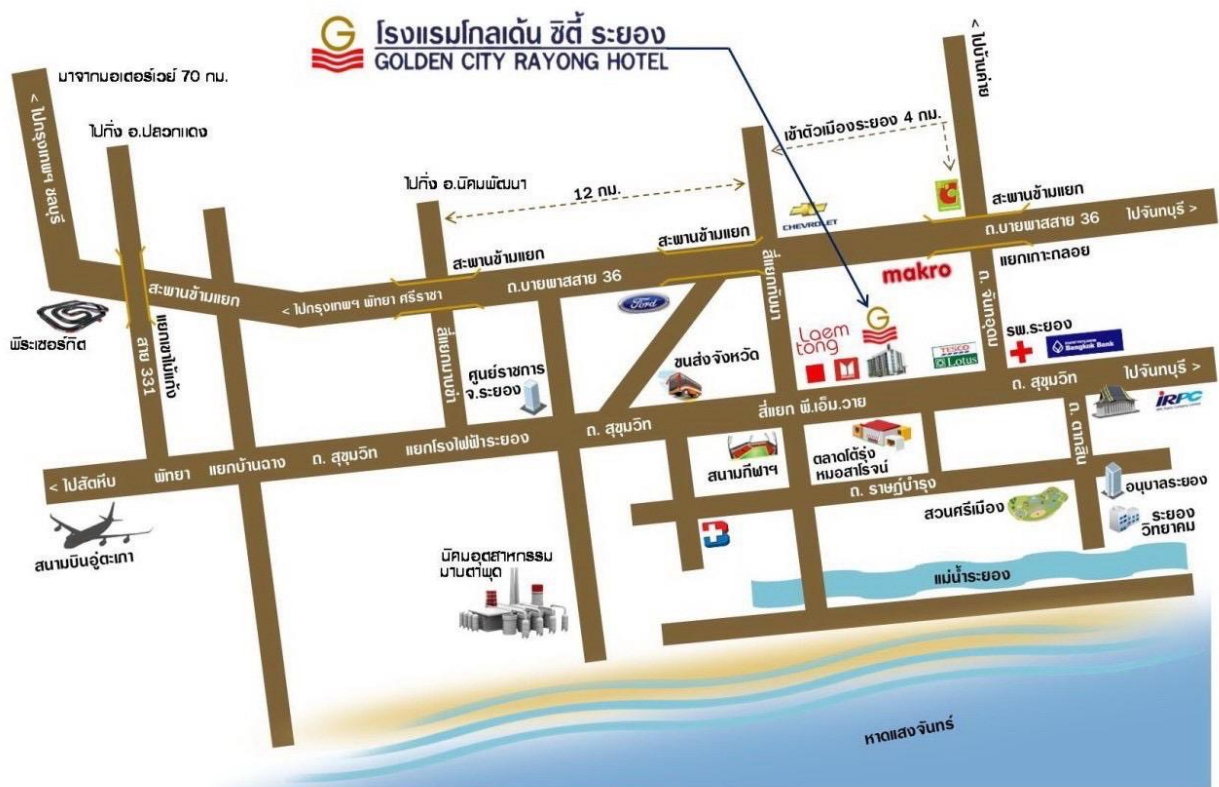 โรงแรมโกลเด้น ซิตี้ ระยอง
GOLDEN CITY RAYONG HOTEL
มาจากมอเตอร์เวย์ 70 กม.
< ไปกรุงเทพฯ ชลบุรี
ไปกิ่ง อ.ปลวกแดง
ไปกิ่ง อ.นิคมพัฒนา
12 กม.
เข้าตัวเมืองระยอง 4 กม.
< ไปบ้านค่าย
CHEVROLET
สะพานข้ามแยก
ถ.บายพาสสาย 36
ไปจันทบุรี >
สะพานข้ามแยก
สะพานข้ามแยก
ถ.บายพาสสาย 36
แยกเกาะกลอย
สะพานข้ามแยก
< ไปกรุงเทพฯ พัทยา ศรีราชา
พีระเซอร์กิต
สาย 331
แยกเขาไม้แก้ว
สี่แยกมาบข่า
ศูนย์ราชการ
จ.ระยอง
Ford
ขนส่งจังหวัด
สี่แยกทับมา
makro
G
Laem
tong
TESCO
Lotus
ถ. จันทอุดม
รพ.ระยอง
Bangkok Bank
ไปจันทบุรี >
ถ. สุขุมวิท
สี่แยก พี.เอ็ม.วาย
IRPC
ถ. ตากสิน
< ไปสัตหีบ
พัทยา
แยกบ้านฉาง
ถ. สุขุมวิท
แยกโรงไฟฟ้าระยอง
ถ. สุขุมวิท
สนามกีฬาฯ
ตลาดโต้รุ่ง
หมอสาโรจน์
ถ. ราษฎ์บำรุง
สวนศรีเมือง
อนุบาลระยอง
ระยอง
วิทยาคม
สนามบินอู่ตะเภา
นิคมอุตสาหกรรม
มาบตาพุด
แม่น้ำระยอง
หาดแสงจันทร์